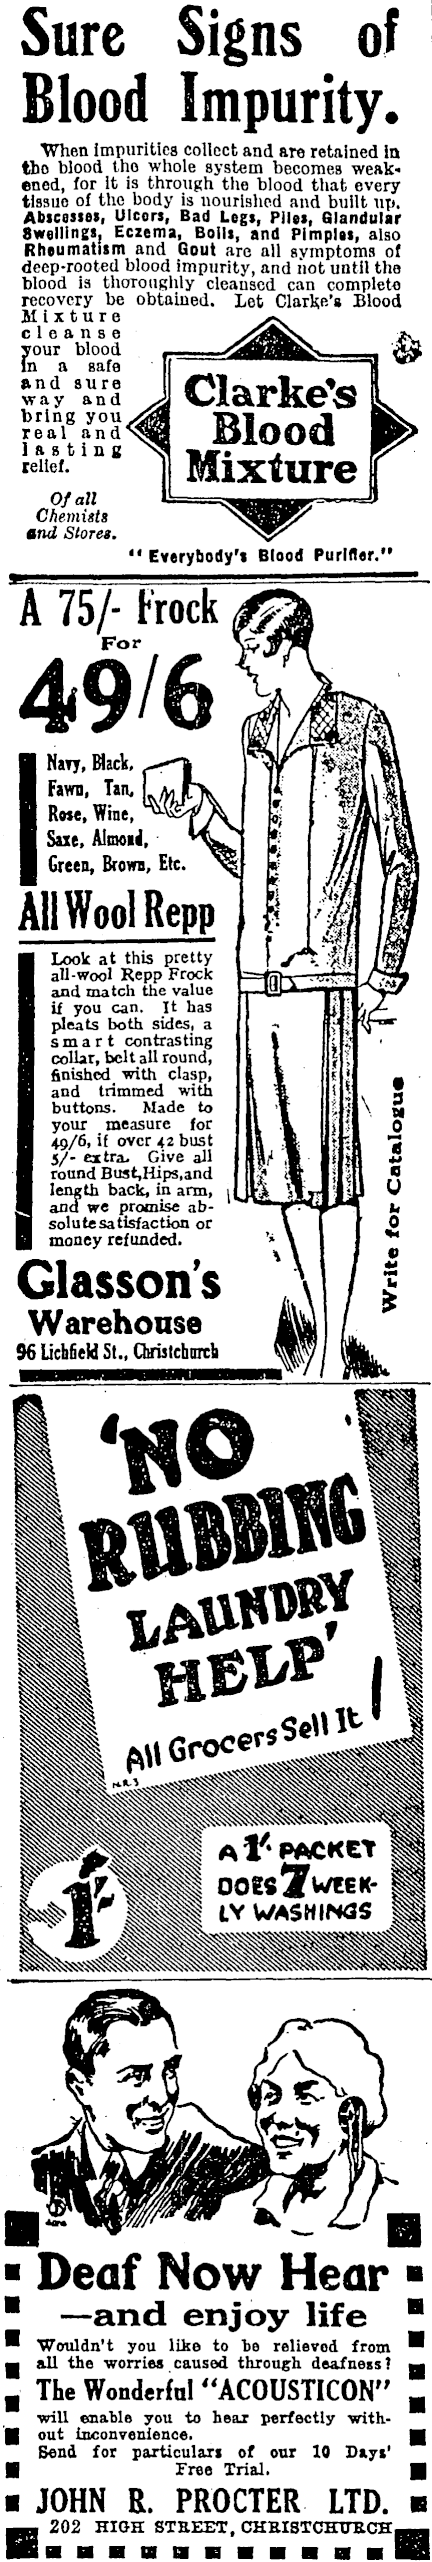 Sure Signs of
Blood Impurity.
When impurities collect and are retained in
the blood the whole system becomes weak-
ened, for it is through the blood that every
tissue of the body is nourished and built up.
Abscesses, Ulcers, Bad Legs, Piles, Glandular
Swellings, Eczema, Boils, and Pimples, also
Rheumatism and Gout are all symptoms of
deep-rooted blood impurity, and not until the
blood is thoroughly cleansed can complete
recovery be obtained. Let Clarke's Blood
Mixture
cleanse
your blood
in a safe
and sure
way and
bring you
real and
lasting
relief.
Of all
Chemists
and Stores.
Clarke's
Blood
Mixture
"Everybody's Blood Purifier."
A 75/- Frock
For
49/6
Navy, Black,
Fawn, Tan,
Rose, Wine,
Saxe, Almond,
Green, Brown, Etc.
All Wool Repp
Look at this pretty
all-wool Repp Frock
and match the value
if you can. It has
pleats both sides, a
smart contrasting
collar, belt all round,
finished with clasp,
and trimmed with
buttons. Made to
your measure for
49/6, if over 42 bust
5/- extra. Give all
round Bust, Hips, and
length back, in arm,
and we promise ab-
solute satisfaction or
money refunded.
Write for Catalogue
Glasson's
Warehouse
96 Lichfield St., Christchurch
'NO
RUBBING
LAUNDRY
HELP'
All Grocers Sell It
N.R.3
1/-
A 1/- PACKET
DOES 7 WEEK-
LY WASHINGS
Deaf Now Hear
—and enjoy life
Wouldn't you like to be relieved from
all the worries caused through deafness?
The Wonderful "ACOUSTICON"
will enable you to hear perfectly with-
out inconvenience.
Send for particulars of our 10 Days'
Free Trial.
JOHN R. PROCTER LTD.
202 HIGH STREET, CHRISTCHURCH